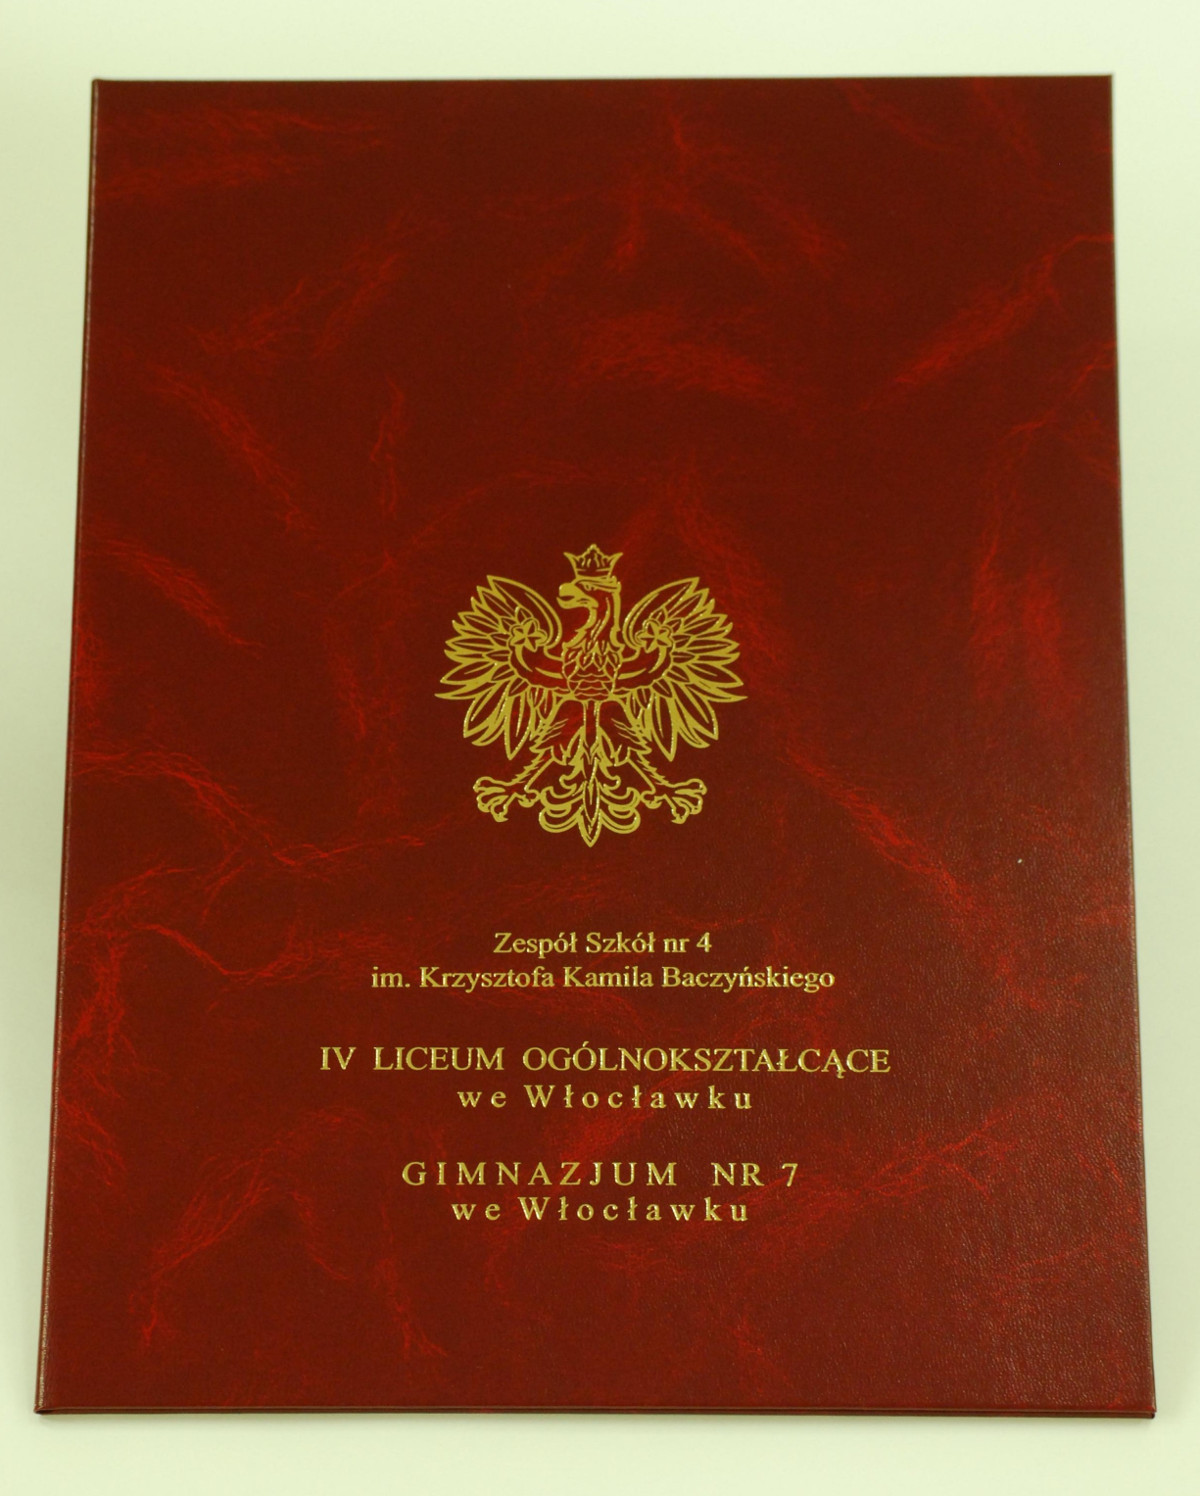 Zespół Szkół nr 4
im. Krzysztofa Kamila Baczyńskiego
IV LICEUM OGÓLNOKSZTAŁCĄCE
we Włocławku
GIMNAZJUM NR 7
we Włocławku